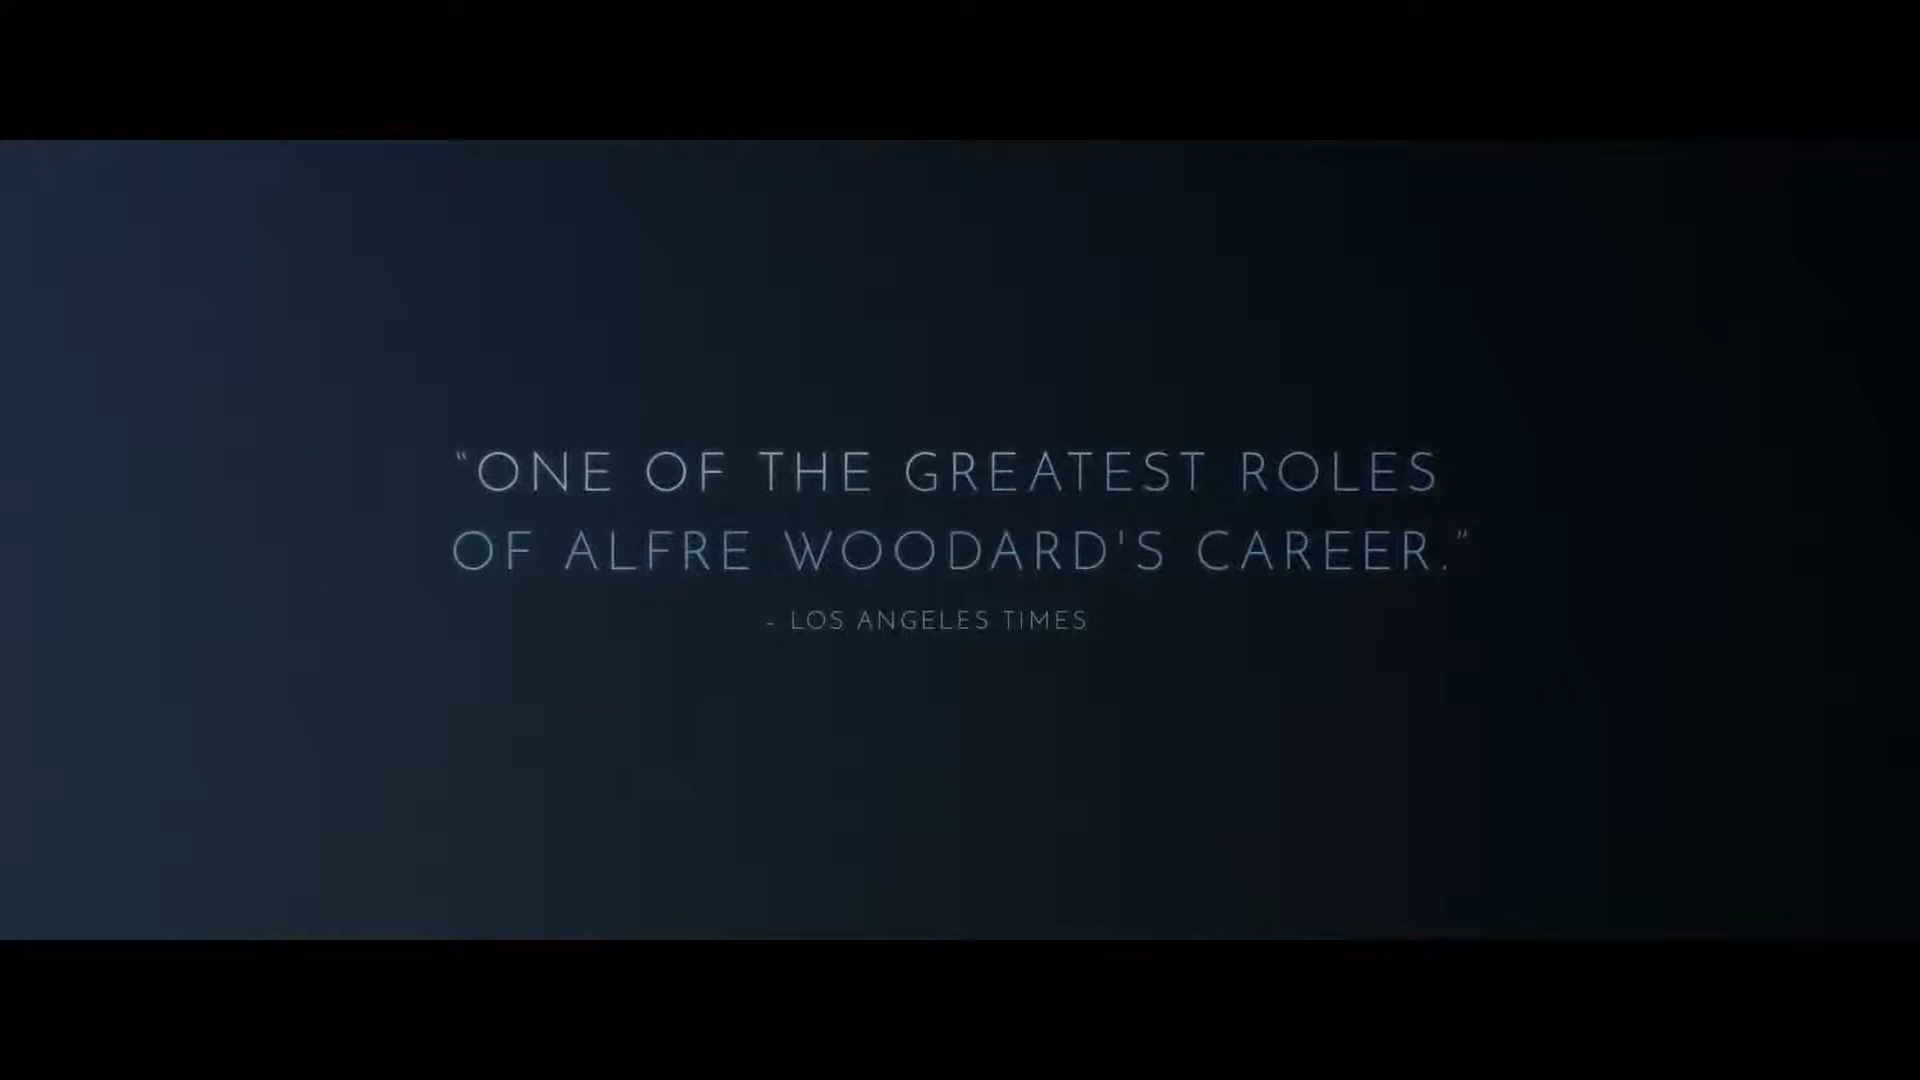 “ONE OF THE GREATEST ROLES
OF ALFRE WOODARD'S CAREER.”
- LOS ANGELES TIMES